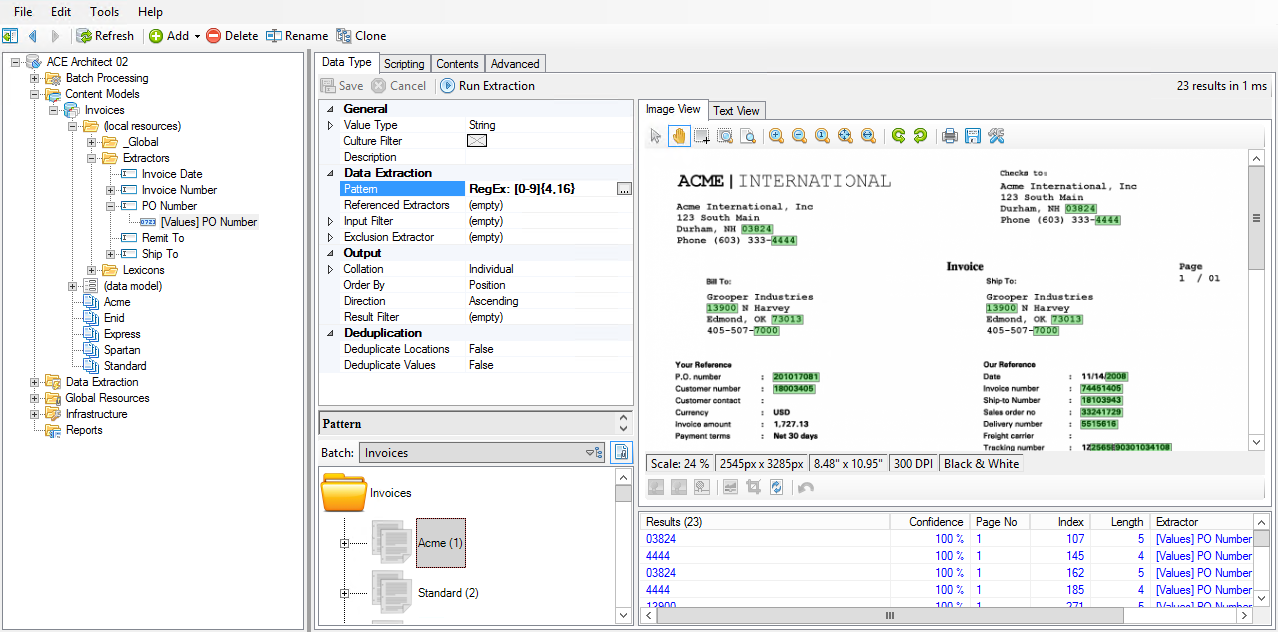 File Edit Tools Help
Refresh Add Delete Rename Clone
ACE Architect 02
Batch Processing
Content Models
Invoices
(local resources)
_Global
Extractors
Invoice Date
Invoice Number
PO Number
[Values] PO Number
Remit To
Ship To
Lexicons
(data model)
Acme
Enid
Express
Spartan
Standard
Data Extraction
Global Resources
Infrastructure
Reports
Data Type Scripting Contents Advanced
Save Cancel Run Extraction 23 results in 1 ms
General
Value Type String
Culture Filter
Description
Data Extraction
Pattern RegEx: [0-9]{4,16} ...
Referenced Extractors (empty)
Input Filter (empty)
Exclusion Extractor (empty)
Output
Collation Individual
Order By Position
Direction Ascending
Result Filter (empty)
Deduplication
Deduplicate Locations False
Deduplicate Values False
Pattern
Batch: Invoices
Invoices
Acme (1)
Standard (2)
Image View Text View
ACME | INTERNATIONAL
Acme International, Inc
123 South Main
Durham, NH 03824
Phone (603) 333-4444
Checks to:
Acme International, Inc
123 South Main
Durham, NH 03824
Phone (603) 333-4444
Invoice
Page
1 / 01
Bill To:
Grooper Industries
13900 N Harvey
Edmond, OK 73013
405-507-7000
Ship To:
Grooper Industries
13900 N Harvey
Edmond, OK 73013
405-507-7000
Your Reference
P.O. number : 201017081
Customer number : 18003405
Customer contact :
Currency : USD
Invoice amount : 1,727.13
Payment terms : Net 30 days
Our Reference
Date : 11/14/2008
Invoice number : 74451405
Ship-to Number : 18103943
Sales order no : 33241729
Delivery number : 5515616
Freight carrier :
Tracking number : 1Z2565E90301034108
Scale: 24 % 2545px x 3285px 8.48" x 10.95" 300 DPI Black & White
Results (23) Confidence Page No Index Length Extractor
03824 100 % 1 107 5 [Values] PO Number
4444 100 % 1 145 4 [Values] PO Number
03824 100 % 1 162 5 [Values] PO Number
4444 100 % 1 185 4 [Values] PO Number
13900 100 % 1 271 5 [Values] PO Number